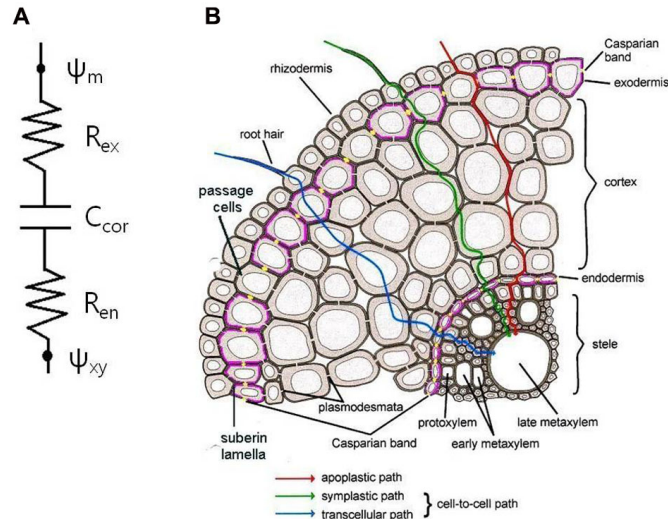 A
Ψm
Rex
Ccor
Ren
Ψxy
B
Casparian
band
exodermis
rhizodermis
root hair
passage
cells
cortex
endodermis
stele
plasmodesmata
protoxylem
late metaxylem
early metaxylem
suberin
lamella
Casparian band
apoplastic path
symplastic path
cell-to-cell path
transcellular path